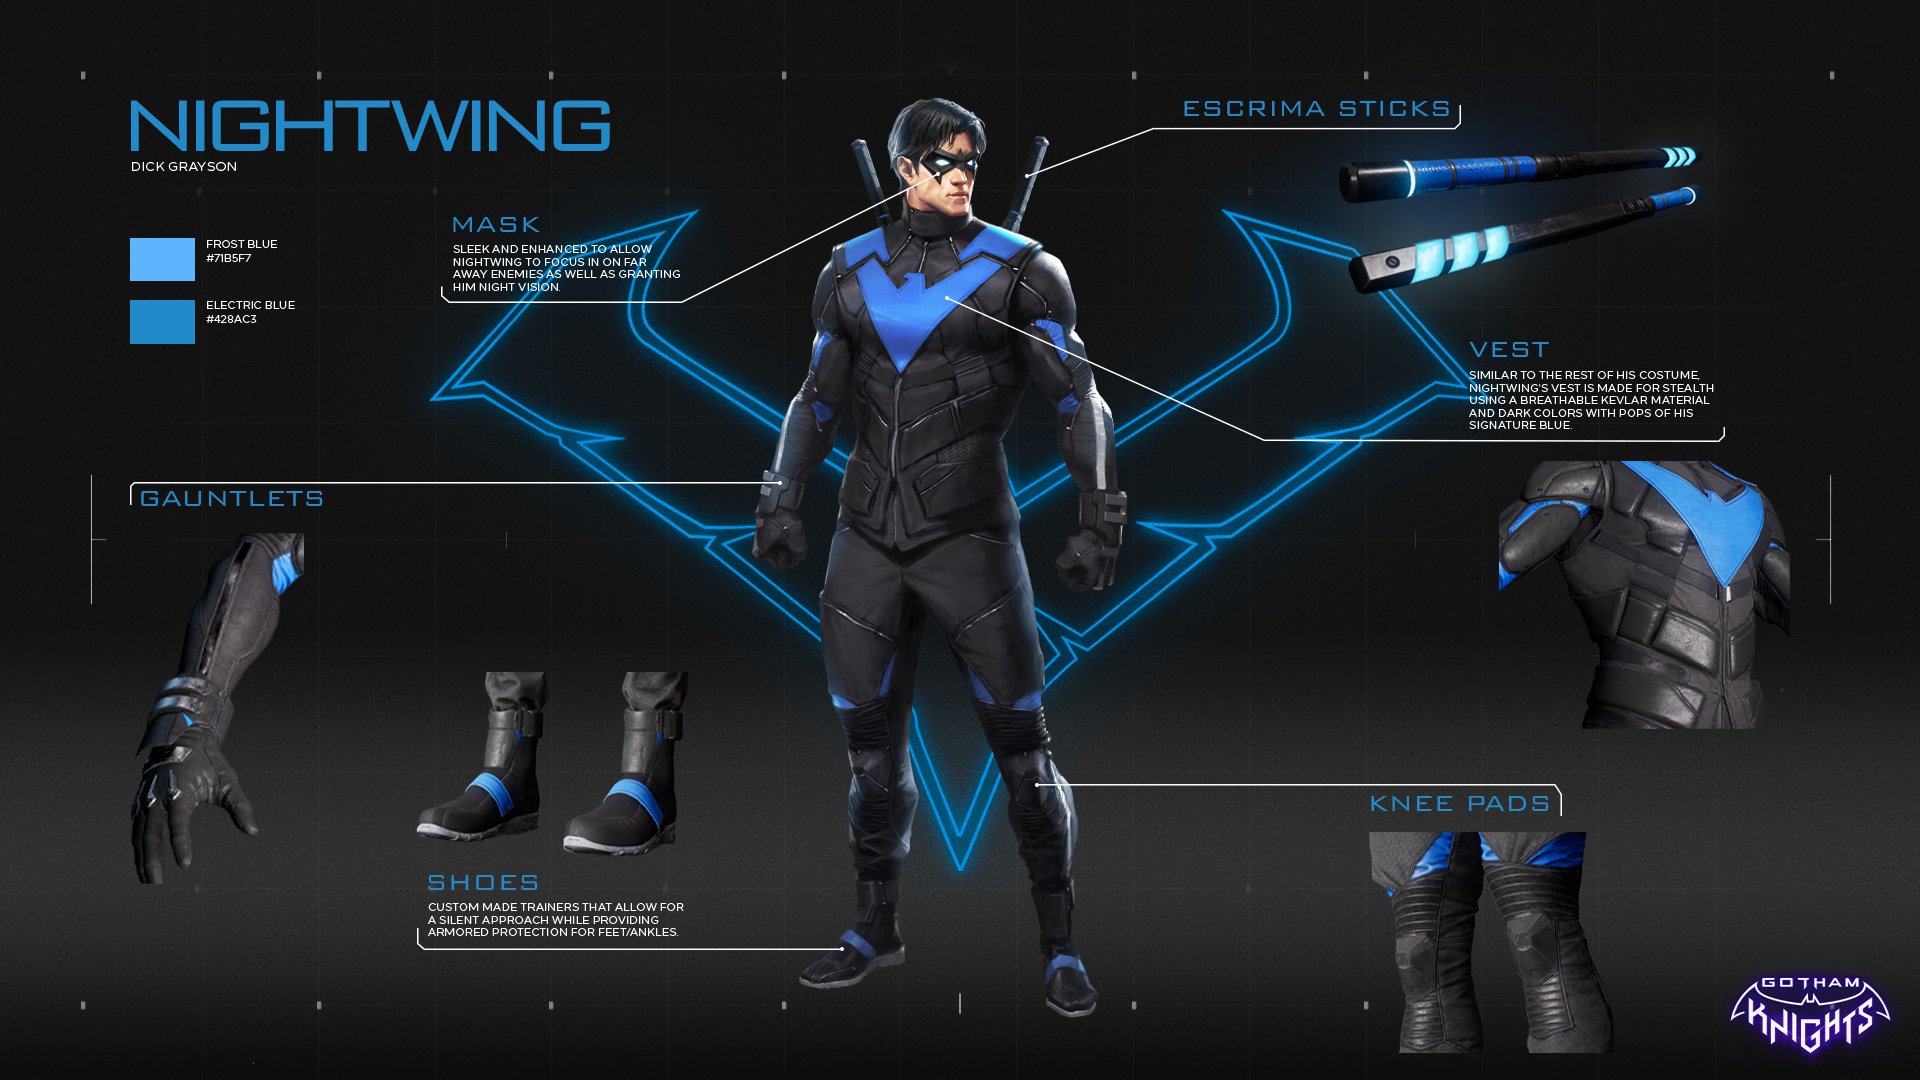 NIGHTWING
DICK GRAYSON
FROST BLUE
#71B5F7
ELECTRIC BLUE
#428AC3
MASK
SLEEK AND ENHANCED TO ALLOW
NIGHTWING TO FOCUS IN ON FAR
AWAY ENEMIES AS WELL AS GRANTING
HIM NIGHT VISION.
ESCRIMA STICKS
VEST
SIMILAR TO THE REST OF HIS COSTUME,
NIGHTWING'S VEST IS MADE FOR STEALTH
USING A BREATHABLE KEVLAR MATERIAL
AND DARK COLORS WITH POPS OF HIS
SIGNATURE BLUE.
GAUNTLETS
SHOES
CUSTOM MADE TRAINERS THAT ALLOW FOR
A SILENT APPROACH WHILE PROVIDING
ARMORED PROTECTION FOR FEET/ANKLES.
KNEE PADS
GOTHAM
KNIGHTS